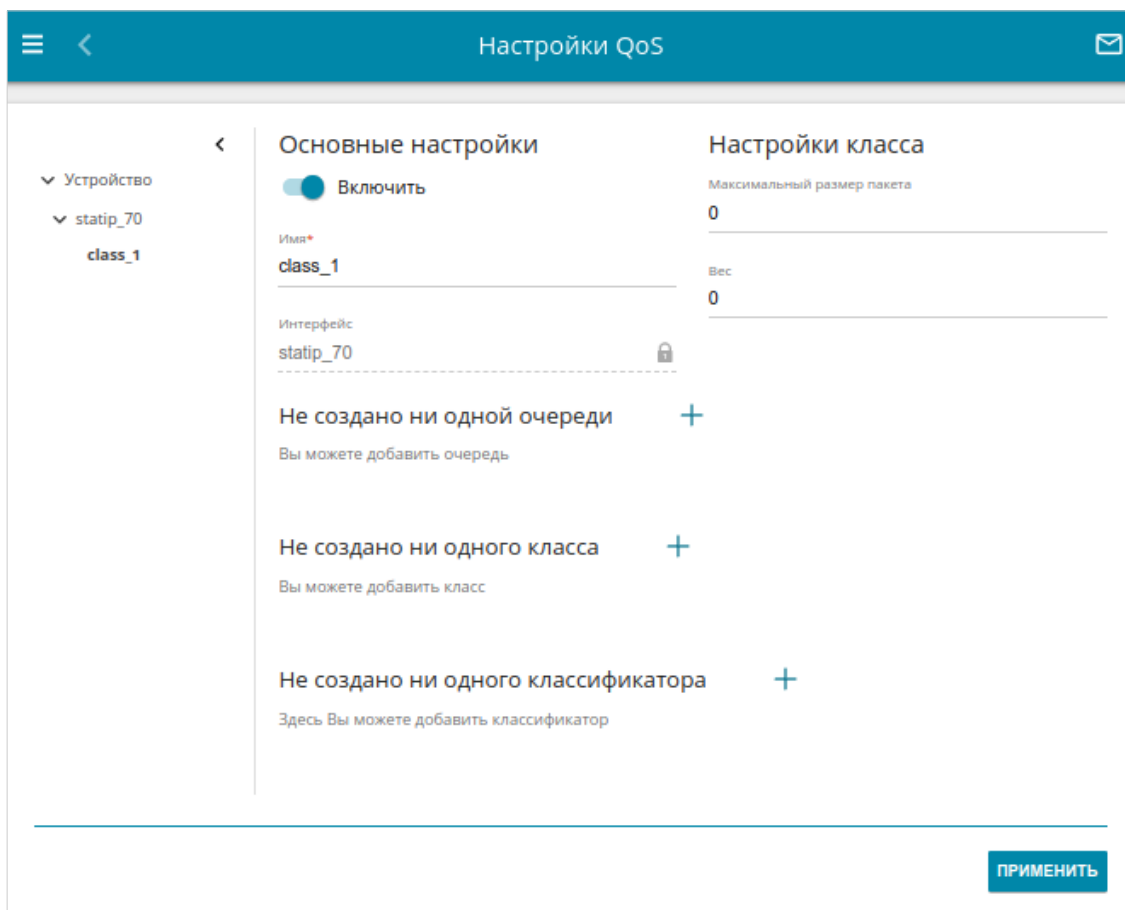 Настройки QoS
Устройство
statip_70
class_1
Основные настройки
Включить
Имя*
class_1
Интерфейс
statip_70
Не создано ни одной очереди
Вы можете добавить очередь
Не создано ни одного класса
Вы можете добавить класс
Не создано ни одного классификатора
Здесь Вы можете добавить классификатор
Настройки класса
Максимальный размер пакета
0
Вес
0
ПРИМЕНИТЬ